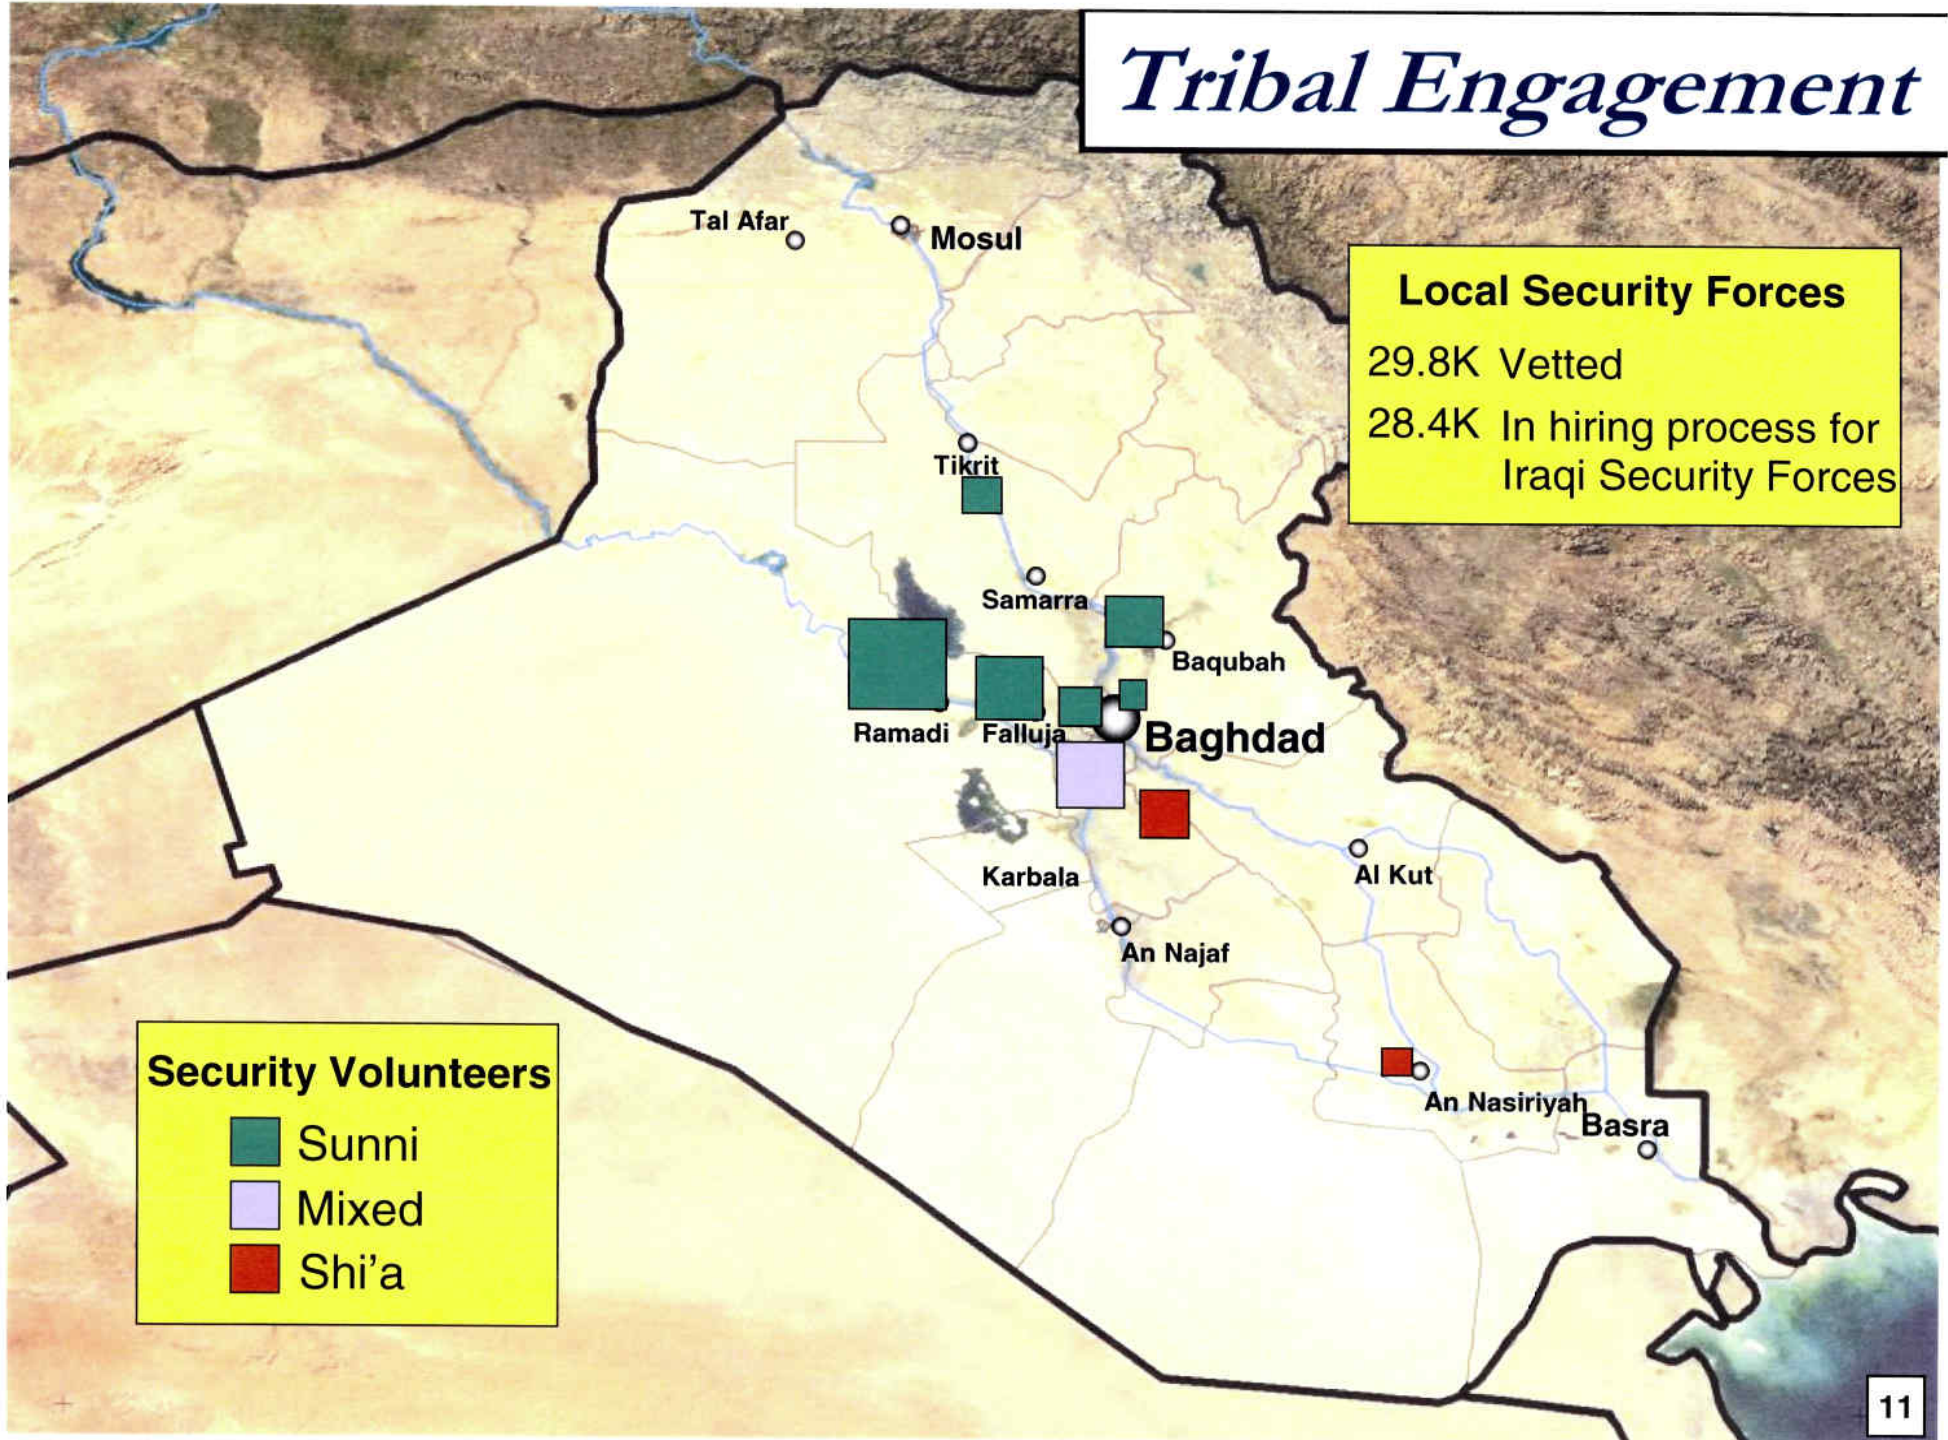 Tribal Engagement
Tal Afar
Mosul
Local Security Forces
29.8K Vetted
28.4K In hiring process for
Iraqi Security Forces
Tikrit
Samarra
Baqubah
Ramadi
Falluja
Baghdad
Karbala
Al Kut
An Najaf
An Nasiriyah
Basra
Security Volunteers
Sunni
Mixed
Shi'a
11